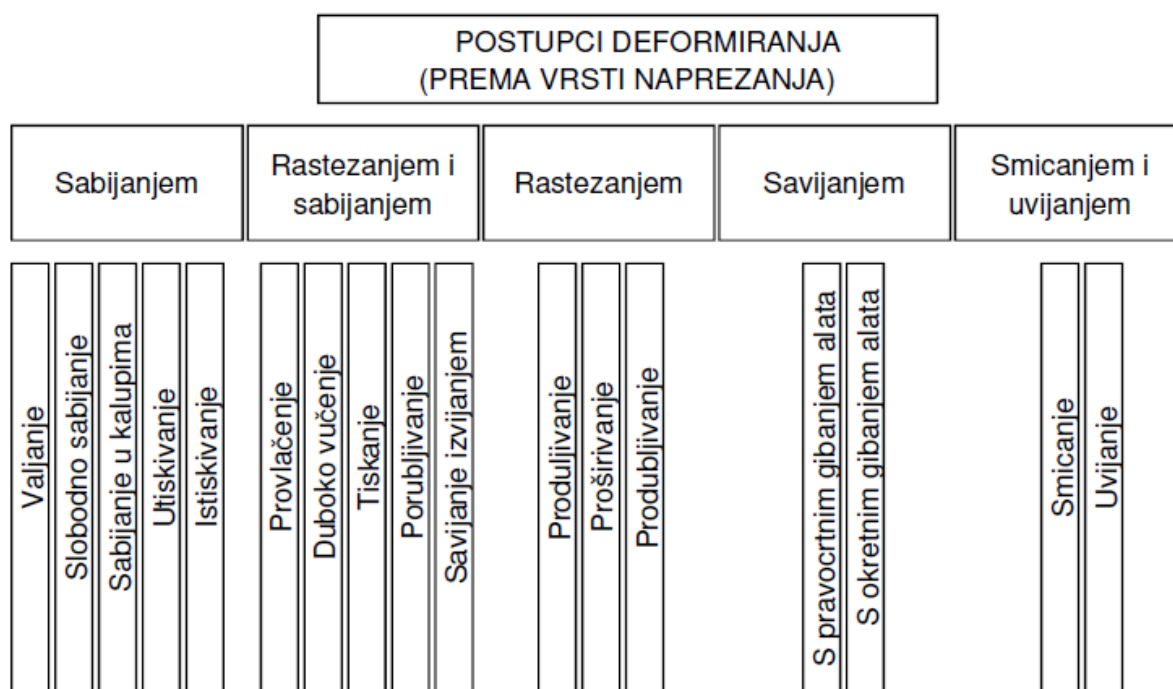 POSTUPCI DEFORMIRANJA
(PREMA VRSTI NAPREZANJA)
Sabijanjem
Rastezanjem i
sabijanjem
Rastezanjem
Savijanjem
Smicanjem i
uvijanjem
Valjanje
Slobodno sabijanje
Sabijanje u kalupima
Utiskivanje
Istiskivanje
Provlačenje
Duboko vučenje
Tiskanje
Porubljivanje
Savijanje izvijanjem
Produljivanje
Proširivanje
Produbljivanje
S pravocrtnim gibanjem alata
S okretnim gibanjem alata
Smicanje
Uvijanje